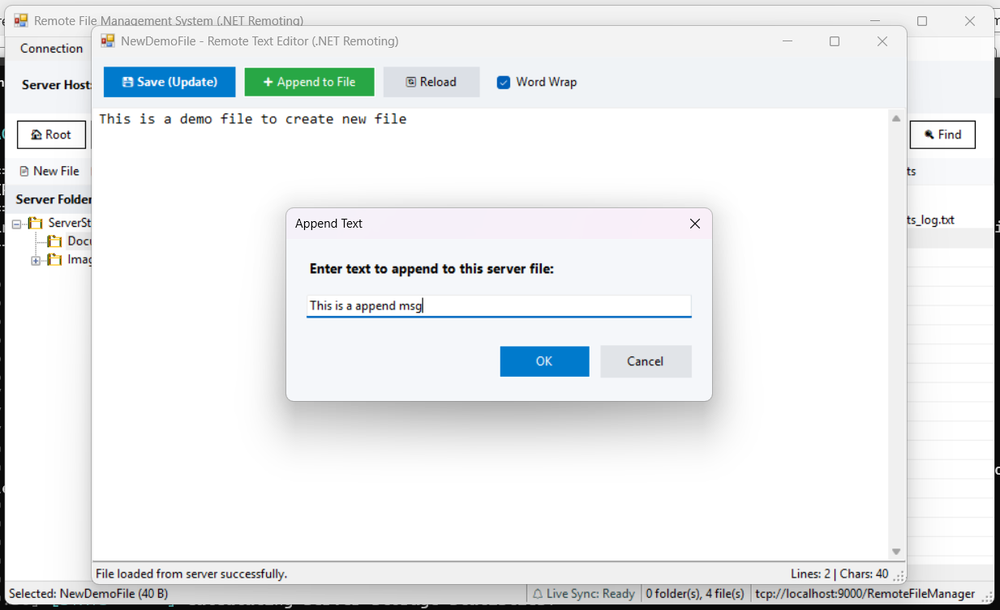 Remote File Management System (.NET Remoting)
NewDemoFile - Remote Text Editor (.NET Remoting)
Connection
Save (Update)
+ Append to File
Reload
Word Wrap
Server Host:
This is a demo file to create new file
Root
Find
New File
ts
Server Folder
ServerSt
ts_log.txt
Docu
Imag
Append Text
Enter text to append to this server file:
This is a append msg
OK
Cancel
File loaded from server successfully.
Lines: 2 | Chars: 40
Selected: NewDemoFile (40 B)
Live Sync: Ready
0 folder(s), 4 file(s)
tcp://localhost:9000/RemoteFileManager